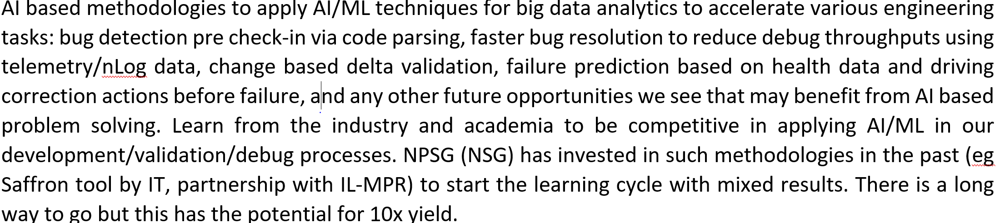 AI based methodologies to apply AI/ML techniques for big data analytics to accelerate various engineering
tasks: bug detection pre check-in via code parsing, faster bug resolution to reduce debug throughputs using
telemetry/nLog data, change based delta validation, failure prediction based on health data and driving
correction actions before failure, and any other future opportunities we see that may benefit from AI based
problem solving. Learn from the industry and academia to be competitive in applying AI/ML in our
development/validation/debug processes. NPSG (NSG) has invested in such methodologies in the past (eg
Saffron tool by IT, partnership with IL-MPR) to start the learning cycle with mixed results. There is a long
way to go but this has the potential for 10x yield.